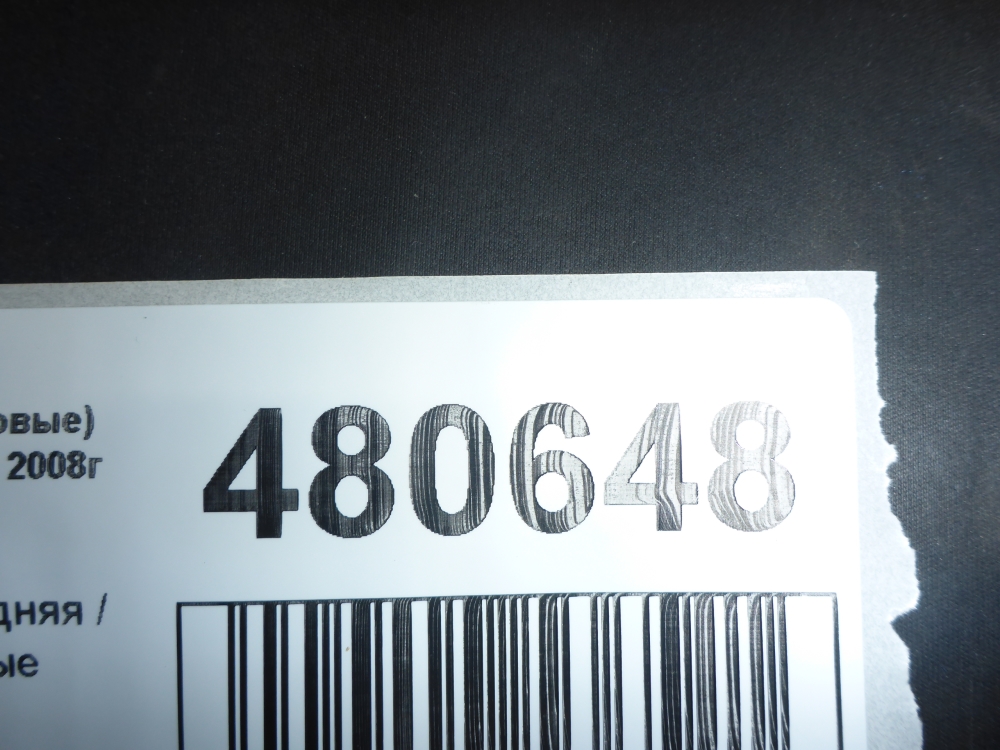 овые)
2008г
480648
дняя /
ые